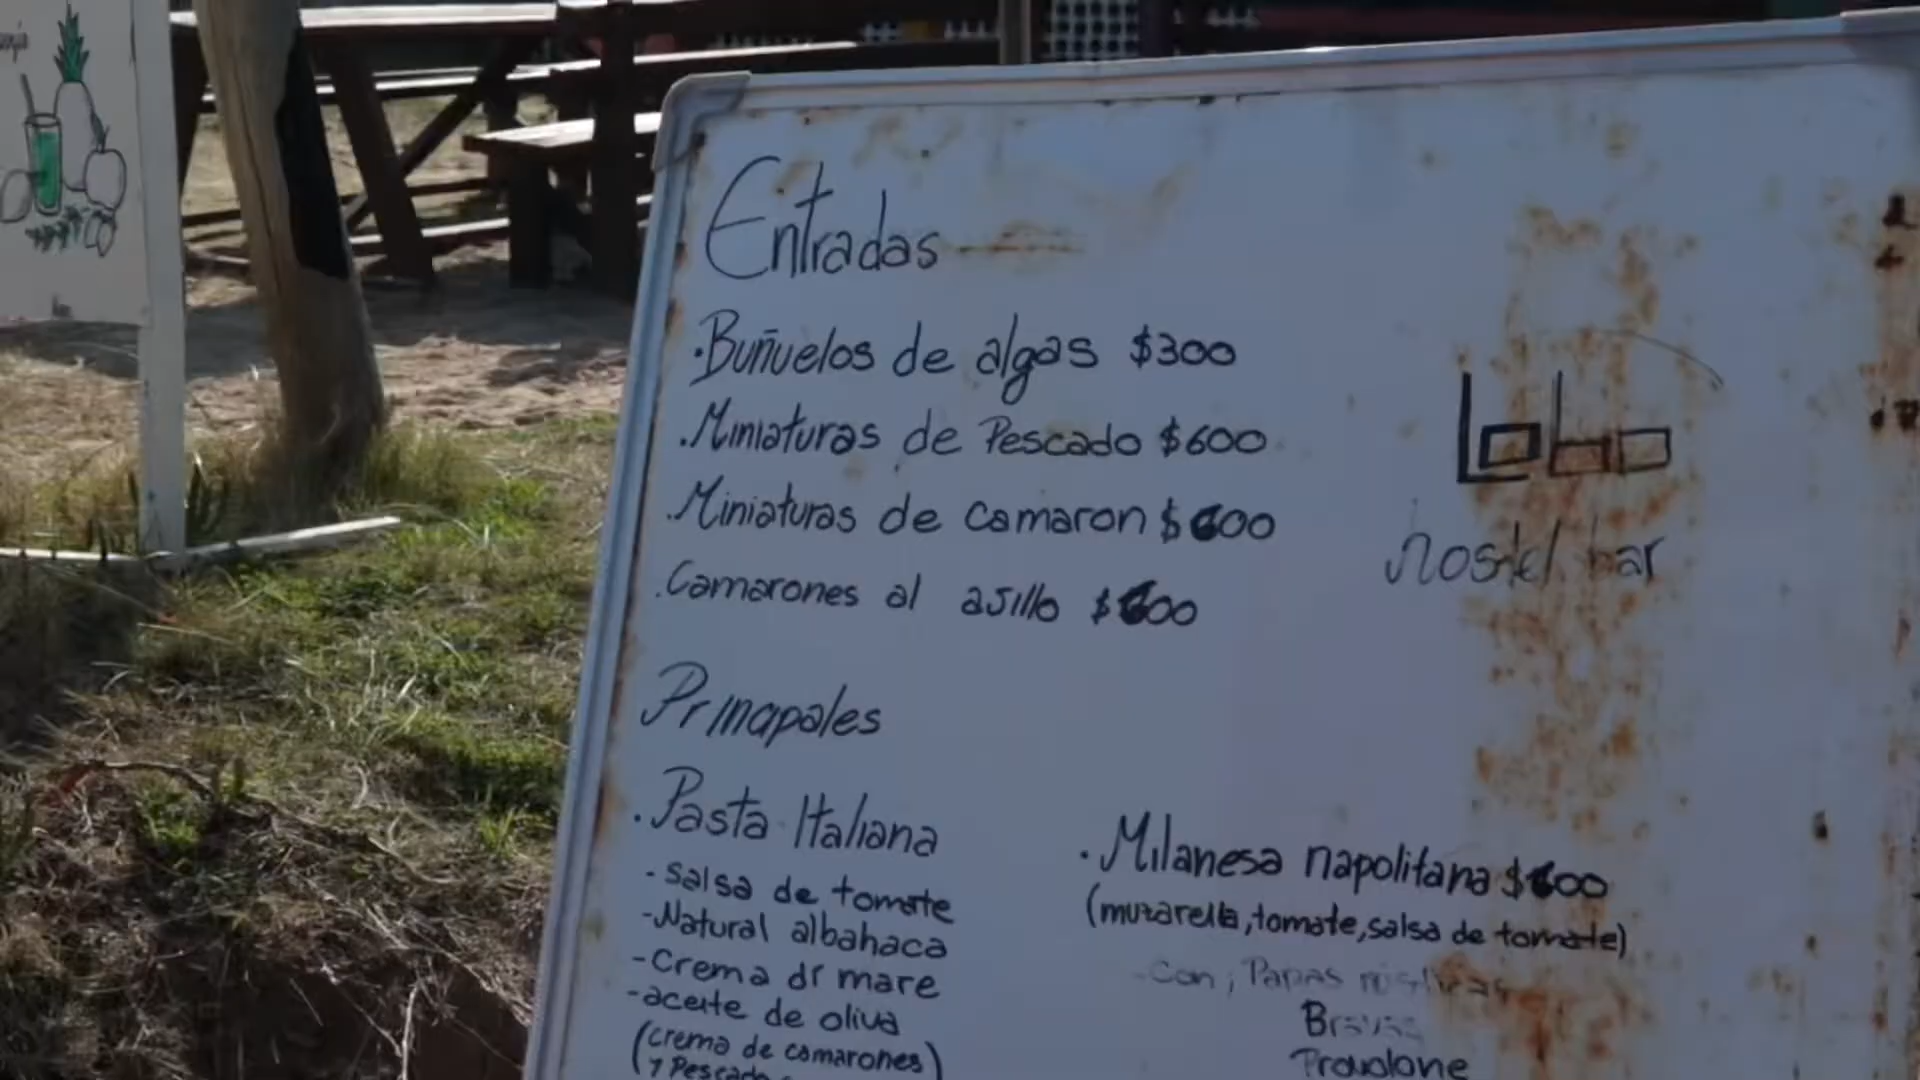 Entradas
·Buñuelos de algas $300
·Miniaturas de Pescado $600
·Miniaturas de camaron $600
·Camarones al asillo $600
Lobo
hostel bar
Principales
·Pasta Italiana
-salsa de tomate
-Natural albahaca
-Crema dr mare
-aceite de oliva
(crema de camarones)
y Pescado
·Milanesa napolitana $600
(muzarella, tomate, salsa de tomate)
-Con; Papas rústicas
Bravas
Provolone